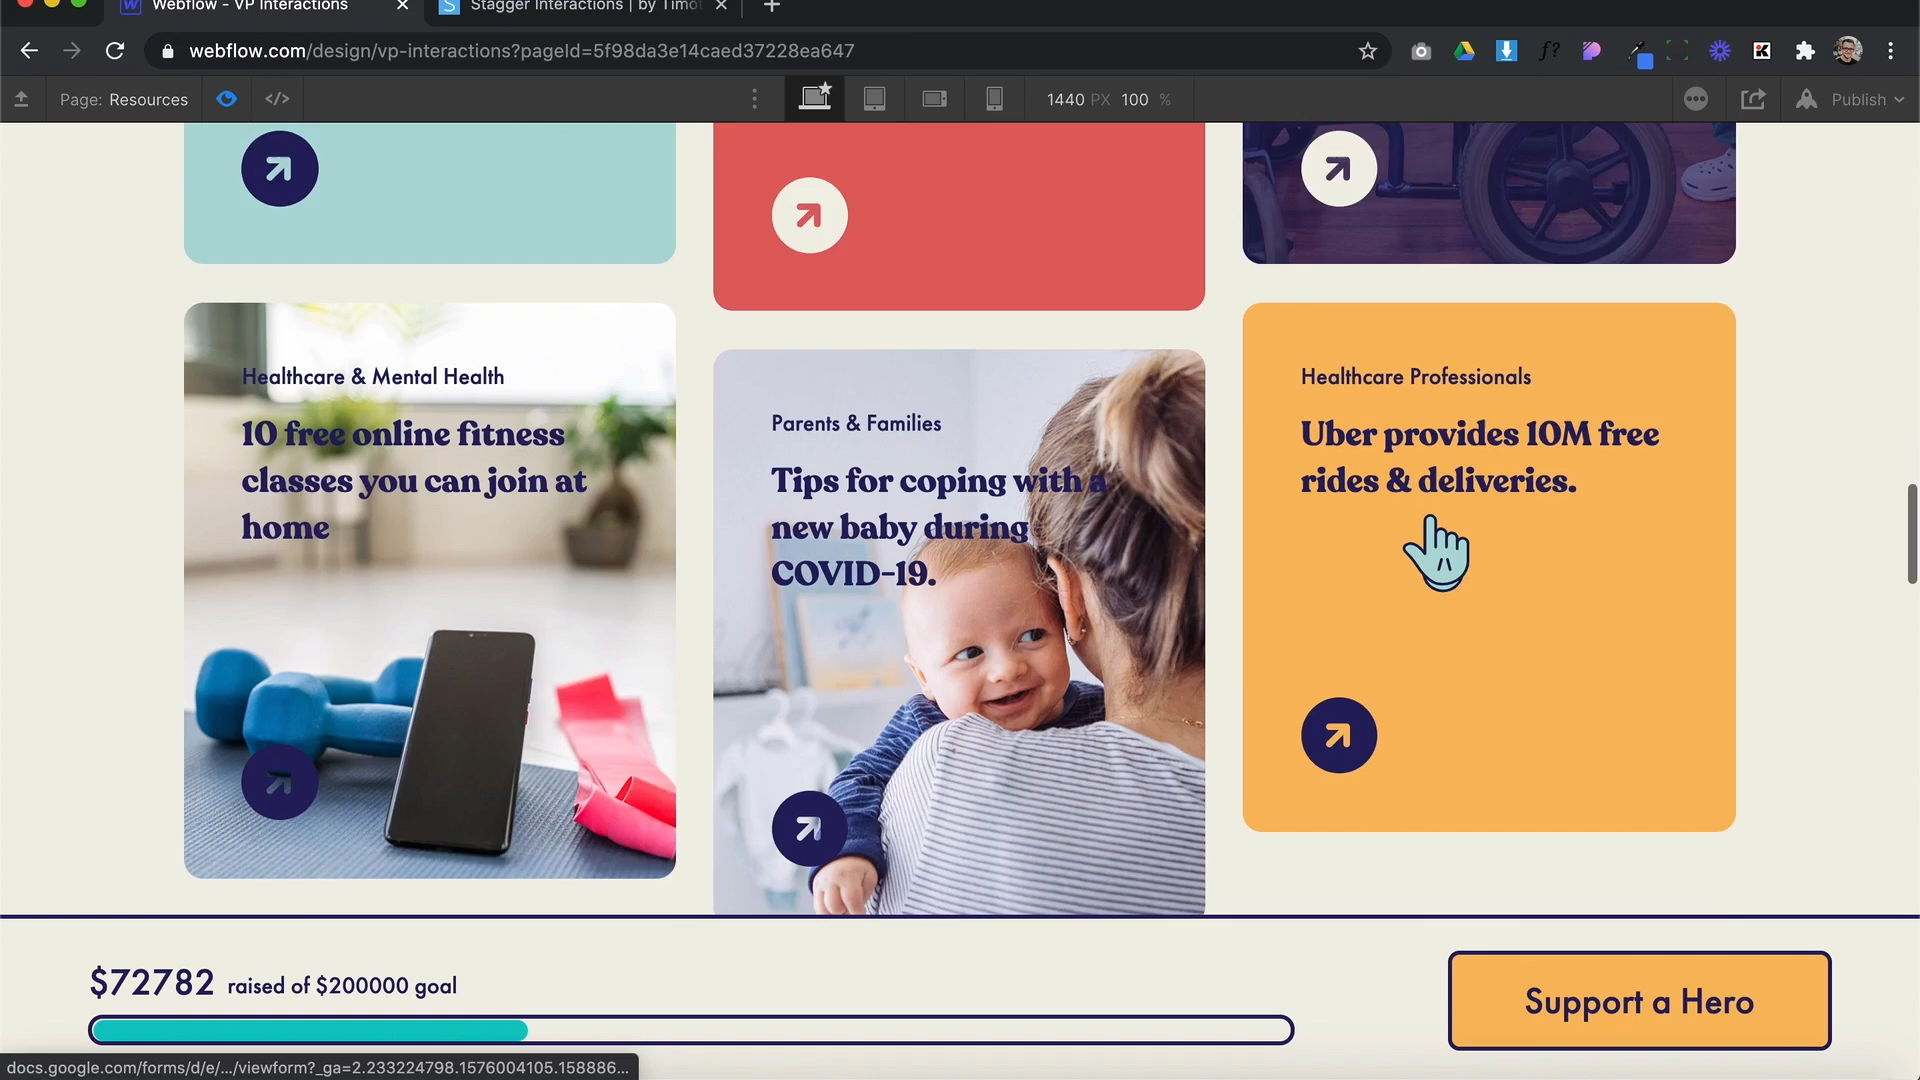 Webflow - VP Interactions
Stagger Interactions | by Timot
webflow.com/design/vp-interactions?pageId=5f98da3e14caed37228ea647
f?
K
Page: Resources
</>
1440 PX 100 %
Publish
Healthcare & Mental Health
10 free online fitness
classes you can join at
home
Parents & Families
Tips for coping with a
new baby during
COVID-19.
Healthcare Professionals
Uber provides 10M free
rides & deliveries.
$72782 raised of $200000 goal
Support a Hero
docs.google.com/forms/d/e/.../viewform?_ga=2.233224798.1576004105.158886...